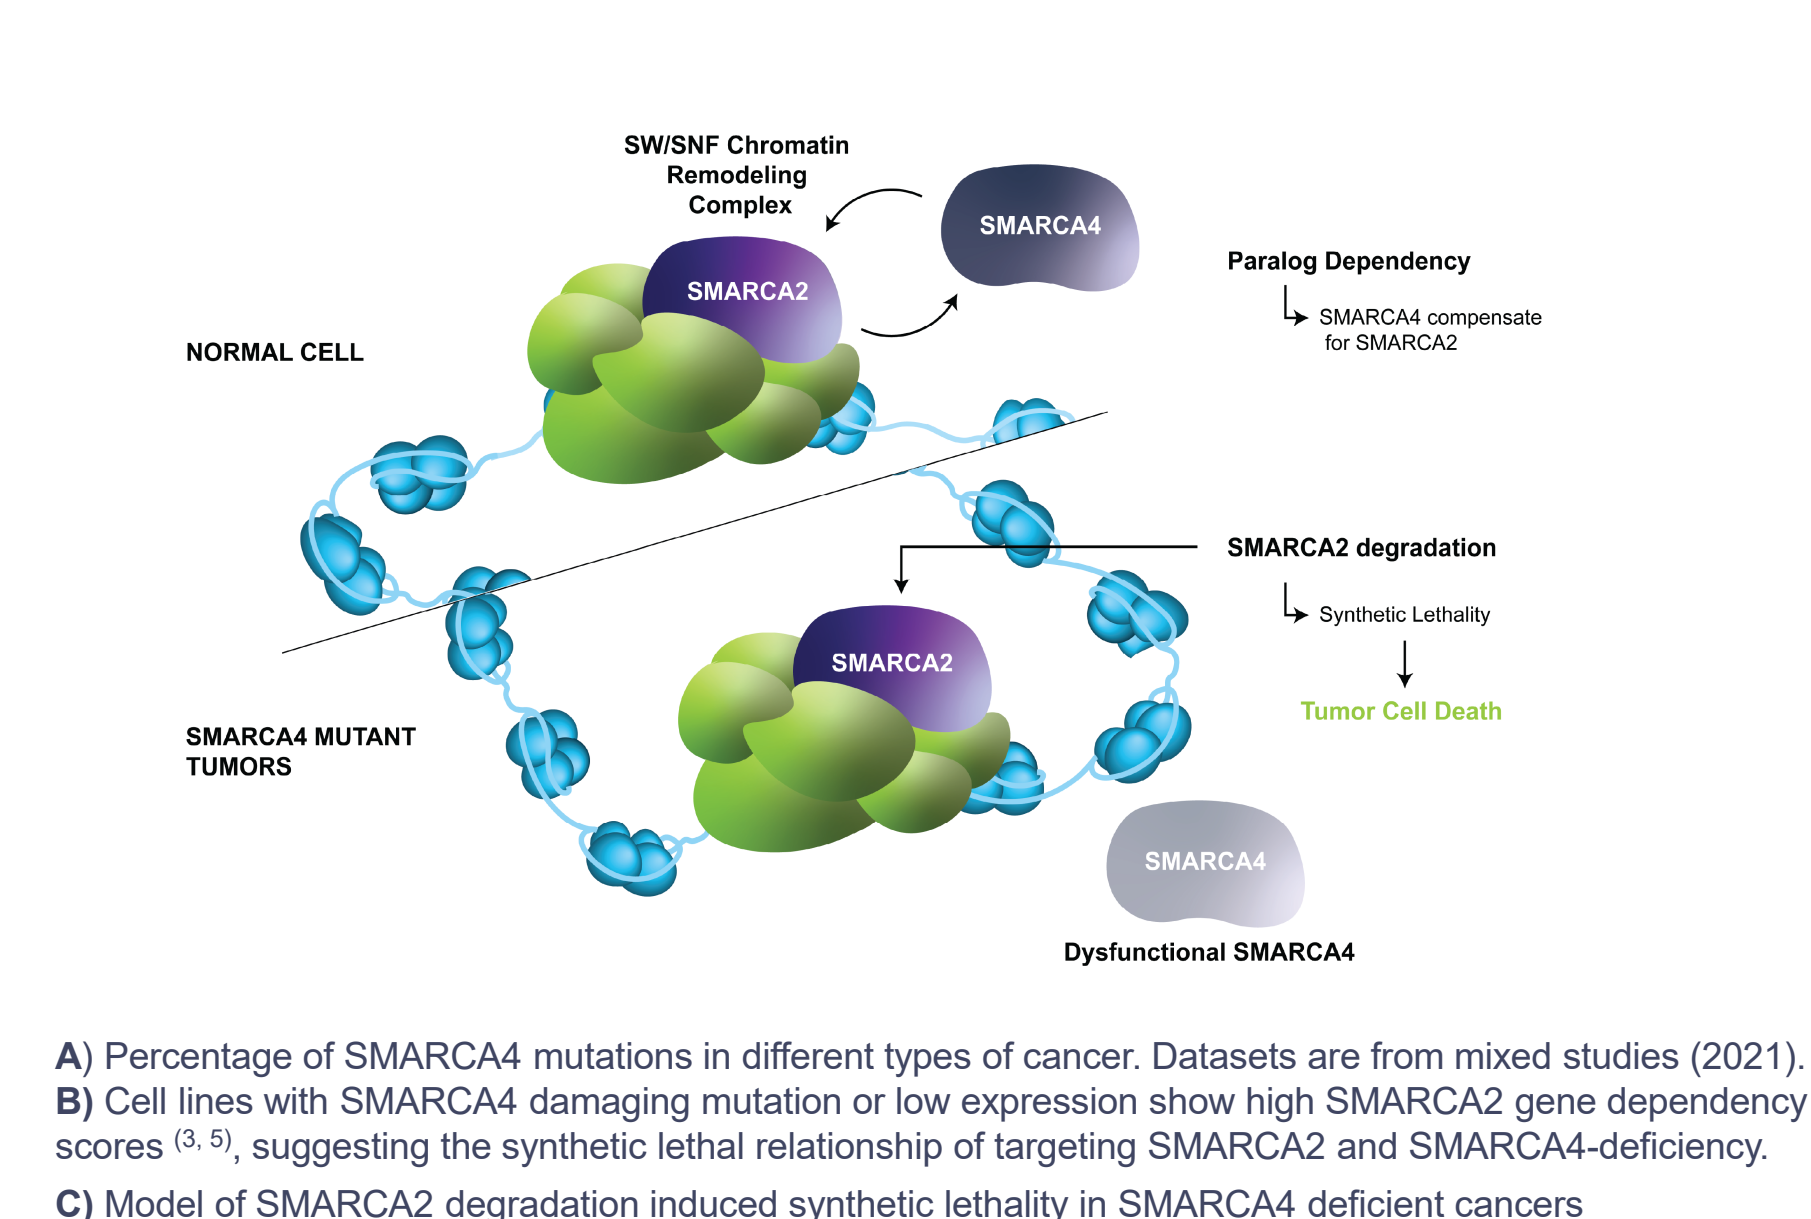 SW/SNF Chromatin
Remodeling
Complex
SMARCA4
SMARCA2
Paralog Dependency
SMARCA4 compensate
for SMARCA2
NORMAL CELL
SMARCA2 degradation
Synthetic Lethality
Tumor Cell Death
SMARCA2
SMARCA4 MUTANT
TUMORS
SMARCA4
Dysfunctional SMARCA4
A) Percentage of SMARCA4 mutations in different types of cancer. Datasets are from mixed studies (2021).
B) Cell lines with SMARCA4 damaging mutation or low expression show high SMARCA2 gene dependency
scores (3, 5), suggesting the synthetic lethal relationship of targeting SMARCA2 and SMARCA4-deficiency.
C) Model of SMARCA2 degradation induced synthetic lethality in SMARCA4 deficient cancers